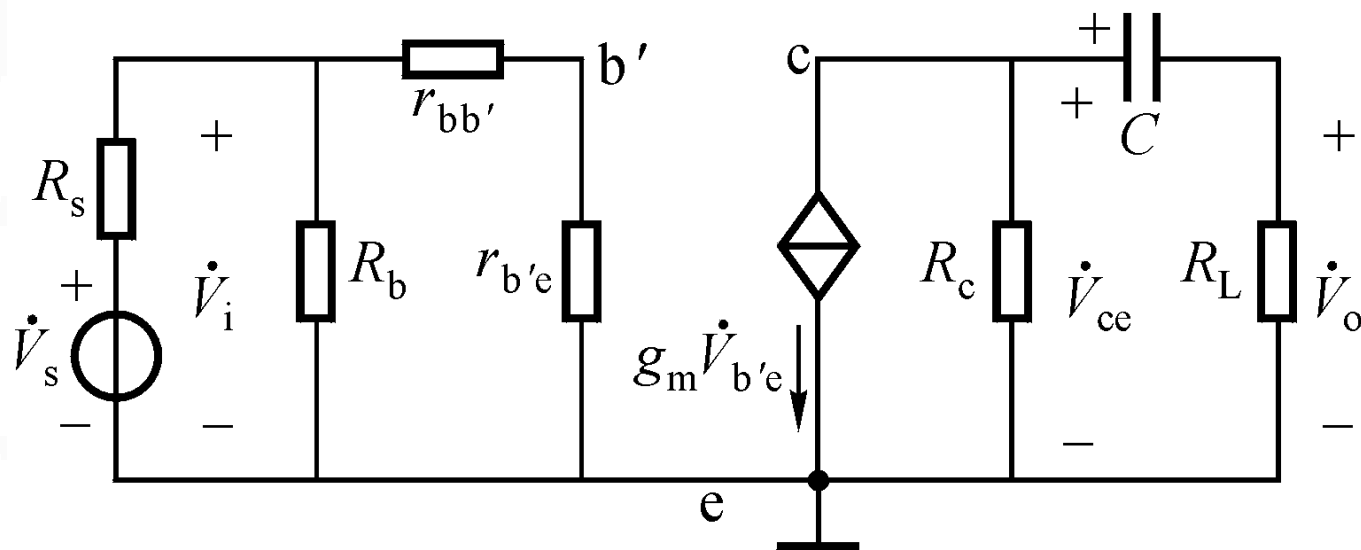 +
b′
c
r_bb′
+
+
C
+
R_s
R_b
r_b′e
R_c
R_L
+
V̇_i
V̇_ce
V̇_o
V̇_s
g_m V̇_b′e
−
−
−
−
e